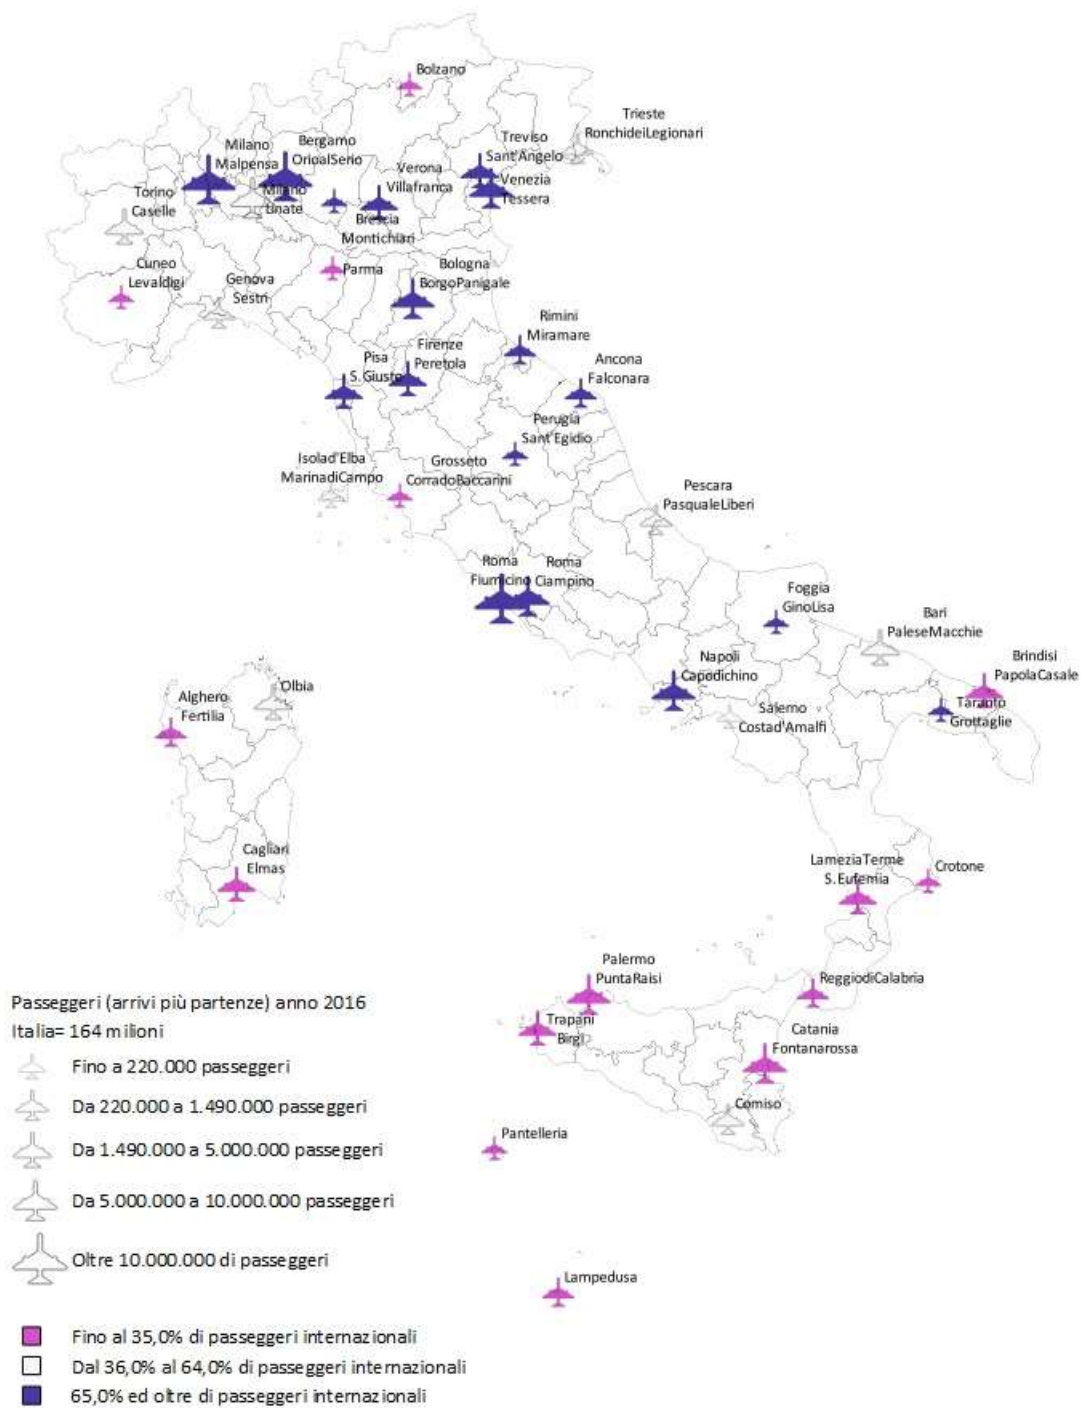 Bolzano
Trieste
RonchideiLegionari
Treviso
Sant'Angelo
Venezia
Tessera
Milano
Malpensa
Bergamo
OrioalSerio
Verona
Villafranca
Milano
Linate
Torino
Caselle
Brescia
Montichiari
Cuneo
Levaldigi
Parma
Genova
Sestri
Bologna
BorgoPanigale
Rimini
Miramare
Firenze
Peretola
Pisa
S.Giusto
Ancona
Falconara
Perugia
Sant'Egidio
Isolad'Elba
MarinadiCampo
Grosseto
CorradoBaccarini
Pescara
PasqualeLiberi
Roma
Fiumicino
Roma
Ciampino
Foggia
GinoLisa
Bari
PaleseMacchie
Brindisi
PapolaCasale
Napoli
Capodichino
Taranto
Grottaglie
Salerno
Costad'Amalfi
Olbia
Alghero
Fertilia
Cagliari
Elmas
LameziaTerme
S.Eufemia
Crotone
Palermo
PuntaRaisi
ReggiodiCalabria
Trapani
Birgi
Catania
Fontanarossa
Comiso
Pantelleria
Lampedusa
Passeggeri (arrivi più partenze) anno 2016
Italia= 164 milioni
Fino a 220.000 passeggeri
Da 220.000 a 1.490.000 passeggeri
Da 1.490.000 a 5.000.000 passeggeri
Da 5.000.000 a 10.000.000 passeggeri
Oltre 10.000.000 di passeggeri
Fino al 35,0% di passeggeri internazionali
Dal 36,0% al 64,0% di passeggeri internazionali
65,0% ed oltre di passeggeri internazionali